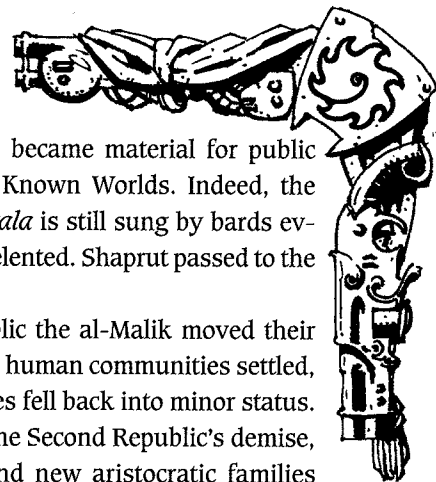 became material for public
Known Worlds. Indeed, the
ala is still sung by bards ev-
elented. Shaprut passed to the
lic the al-Malik moved their
human communities settled,
es fell back into minor status.
he Second Republic's demise,
nd new aristocratic families